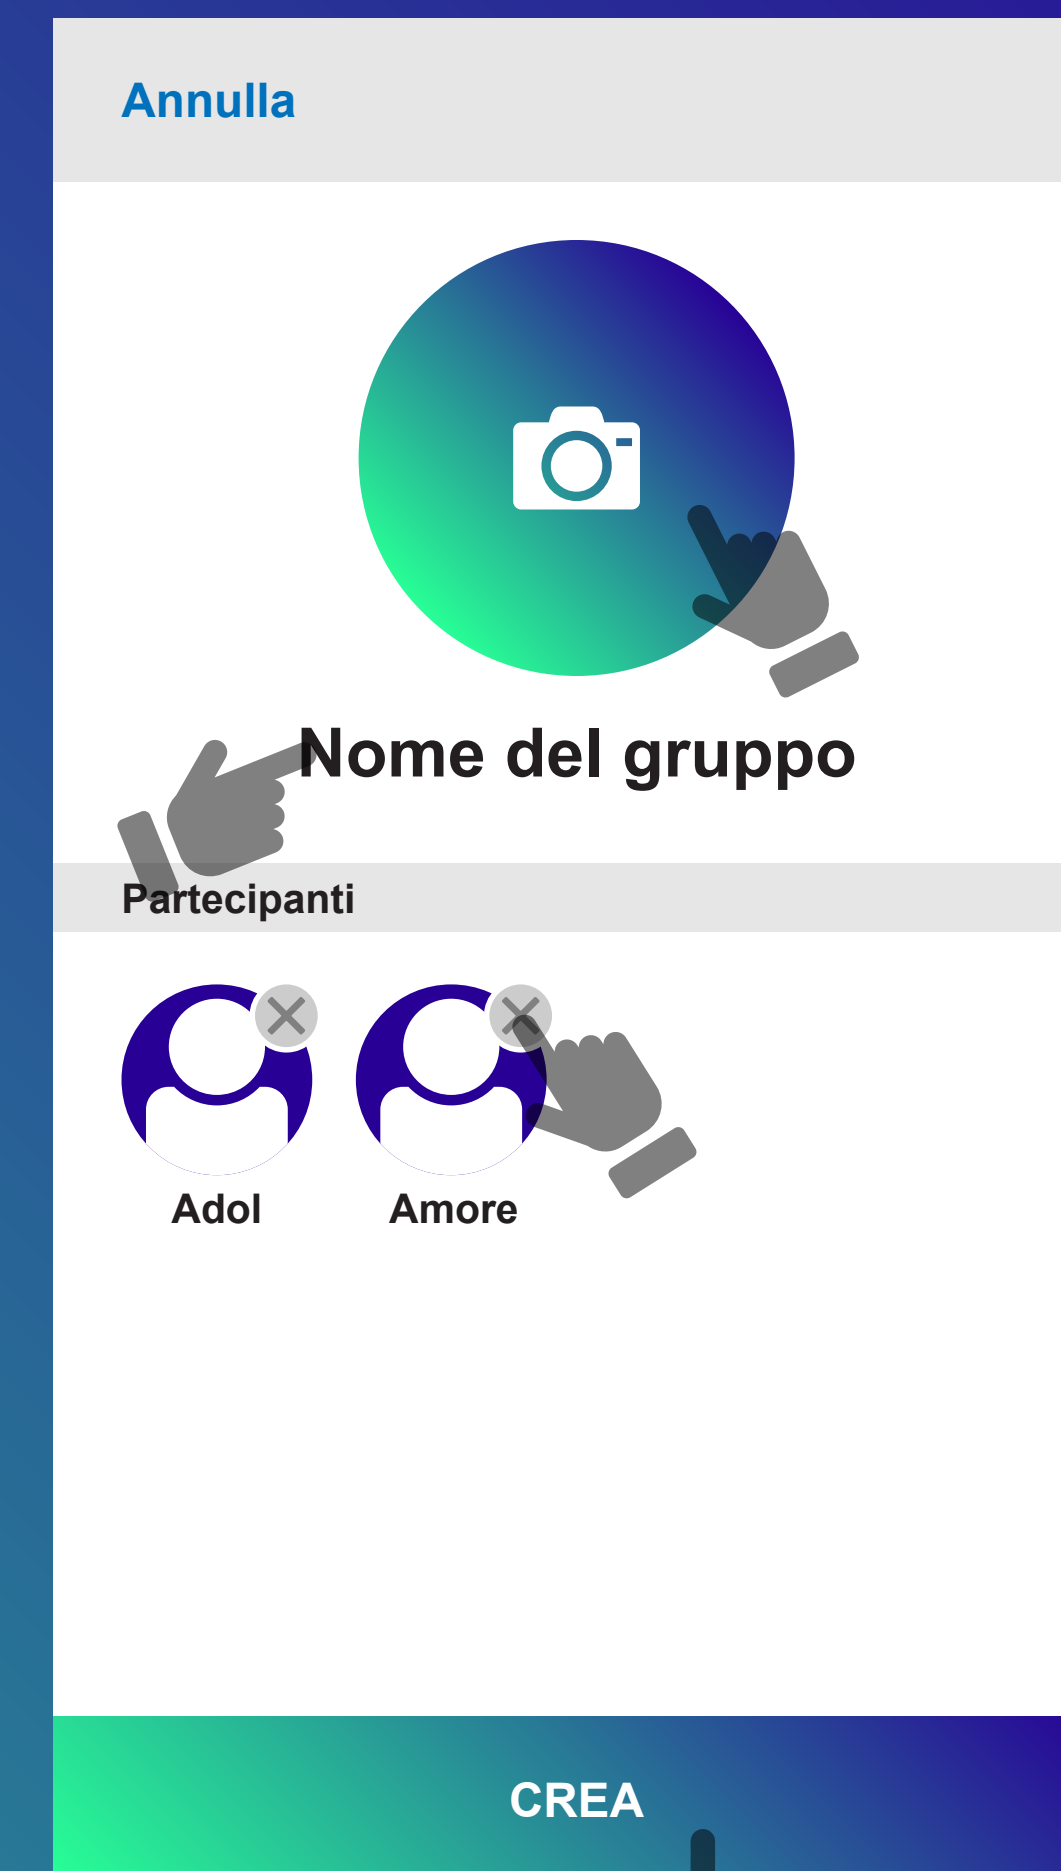 Annulla
Nome del gruppo
Partecipanti
Adol
Amore
CREA